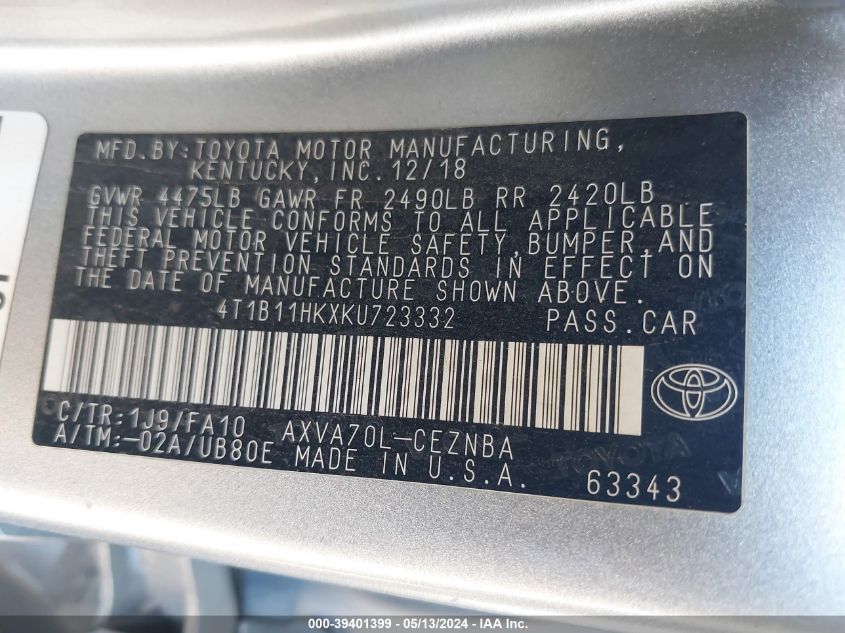 MFD.BY:TOYOTA MOTOR MANUFACTURING,
KENTUCKY,INC.12/18
GVWR 4475LB GAWR FR 2490LB RR 2420LB
THIS VEHICLE CONFORMS TO ALL APPLICABLE
FEDERAL MOTOR VEHICLE SAFETY,BUMPER,AND
THEFT PREVENTION STANDARDS IN EFFECT ON
THE DATE OF MANUFACTURE SHOWN ABOVE.
4T1B11HKXKU723332 PASS.CAR
C/TR:1J9/FA10 AXVA70L-CEZNBA
A/TM:-02A/UB80E MADE IN U.S.A.
TOYOTA
63343
000-39401399 - 05/13/2024 - IAA Inc.